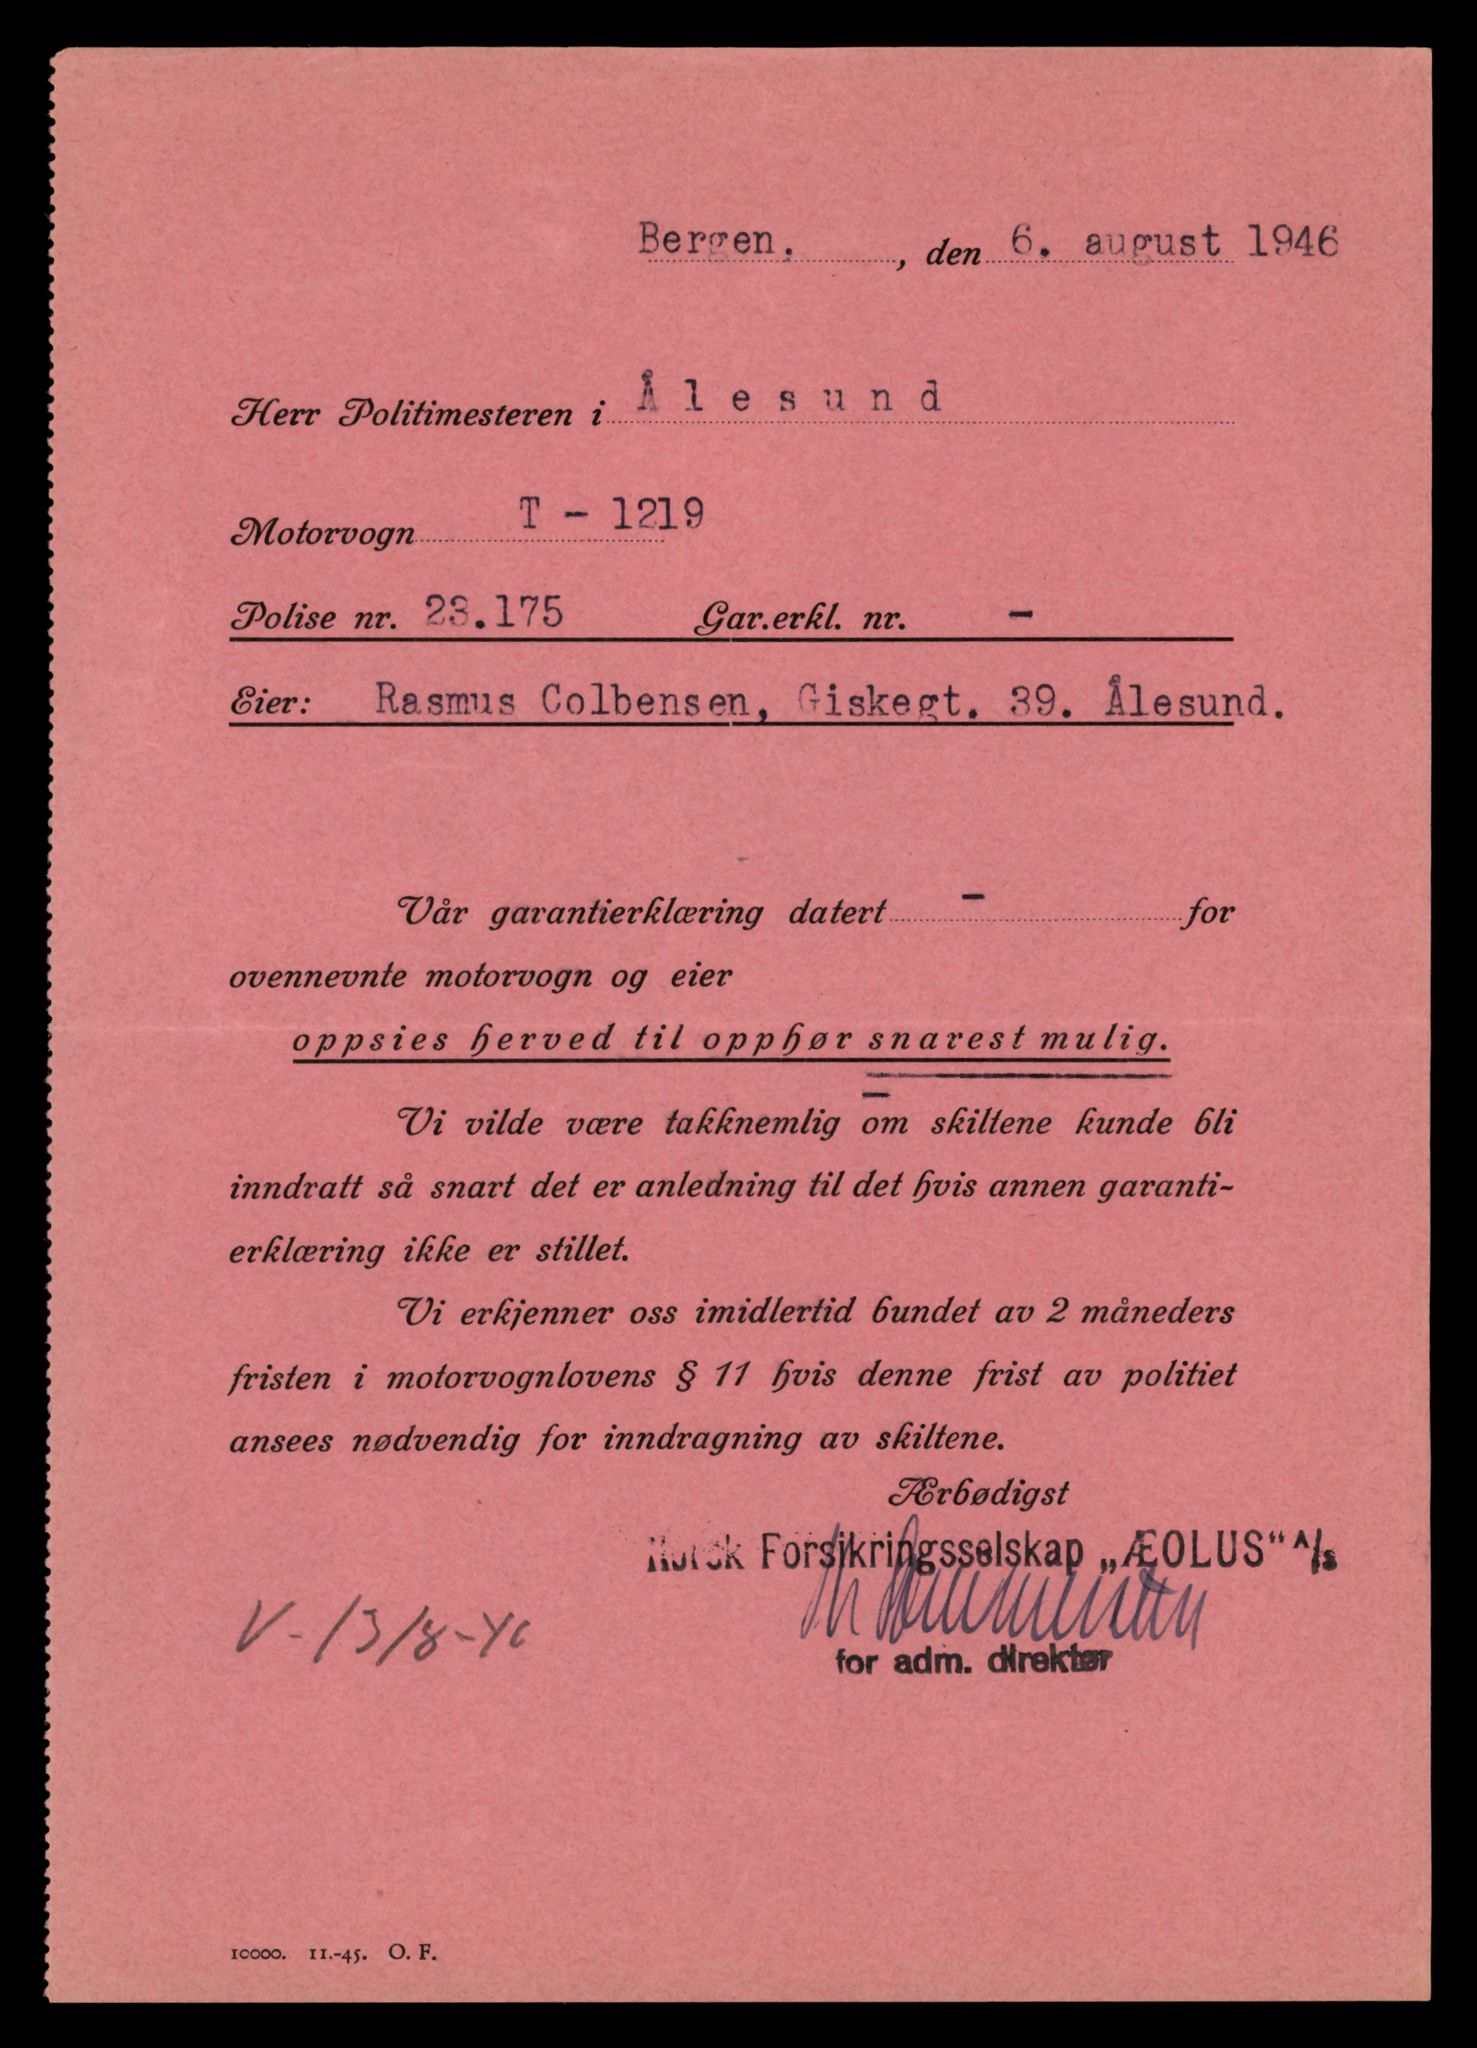 Bergen. , den 6. august 1946
Herr Politimesteren i Ålesund
Motorvogn T - 1219
Polise nr. 23.175 Gar.erkl. nr. -
Eier: Rasmus Colbensen, Giskegt. 39. Ålesund.
Vår garantierklæring datert - for
ovennevnte motorvogn og eier
oppsies herved til opphør snarest mulig.
Vi vilde være takknemlig om skiltene kunde bli
inndratt så snart det er anledning til det hvis annen garanti-
erklæring ikke er stillet.
Vi erkjenner oss imidlertid bundet av 2 måneders
fristen i motorvognlovens § 11 hvis denne frist av politiet
ansees nødvendig for inndragning av skiltene.
Ærbødigst
Norsk Forsikringsselskap „ÆOLUS“ A/S
for adm. direktør
V - 13/8-46
10000. 11.-45. O. F.